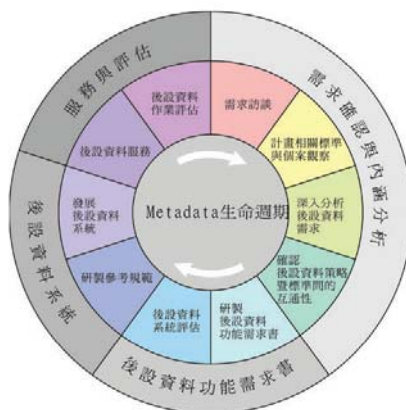 服務與評估
需求確認與內涵分析
後設資料系統
後設資料功能需求書
需求訪談
計畫相關標準
與個案觀察
深入分析
後設資料
需求
確認
後設資料策略
暨標準間的
互通性
研製
後設資料
功能需求書
後設資料
系統評估
研製參考規範
發展
後設資料
系統
後設資料服務
後設資料
作業評估
Metadata生命週期